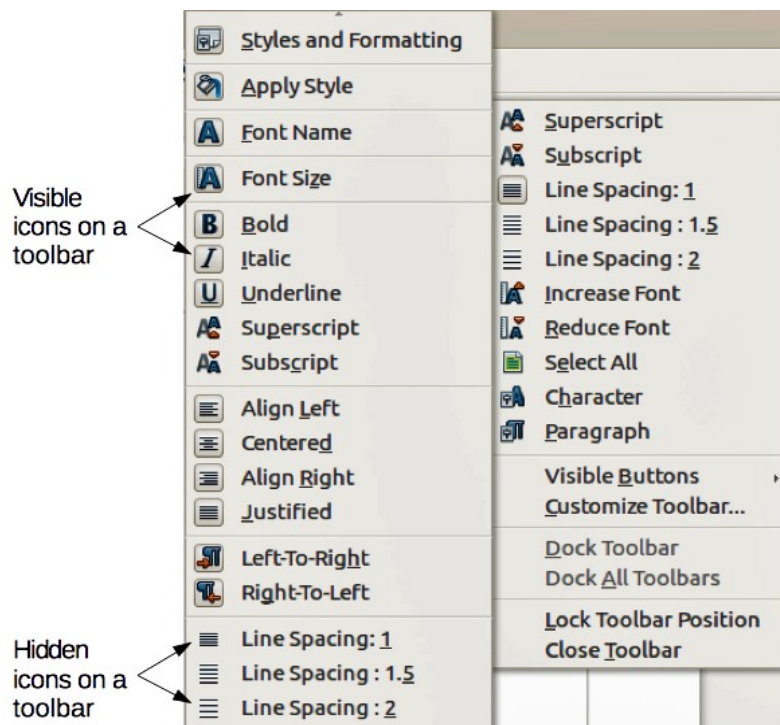 Styles and Formatting
Apply Style
Font Name
Font Size
Visible
icons on a
toolbar
Bold
Italic
Underline
Superscript
Subscript
Align Left
Centered
Align Right
Justified
Left-To-Right
Right-To-Left
Hidden
icons on a
toolbar
Line Spacing: 1
Line Spacing : 1.5
Line Spacing : 2
Superscript
Subscript
Line Spacing: 1
Line Spacing : 1.5
Line Spacing : 2
Increase Font
Reduce Font
Select All
Character
Paragraph
Visible Buttons
Customize Toolbar...
Dock Toolbar
Dock All Toolbars
Lock Toolbar Position
Close Toolbar